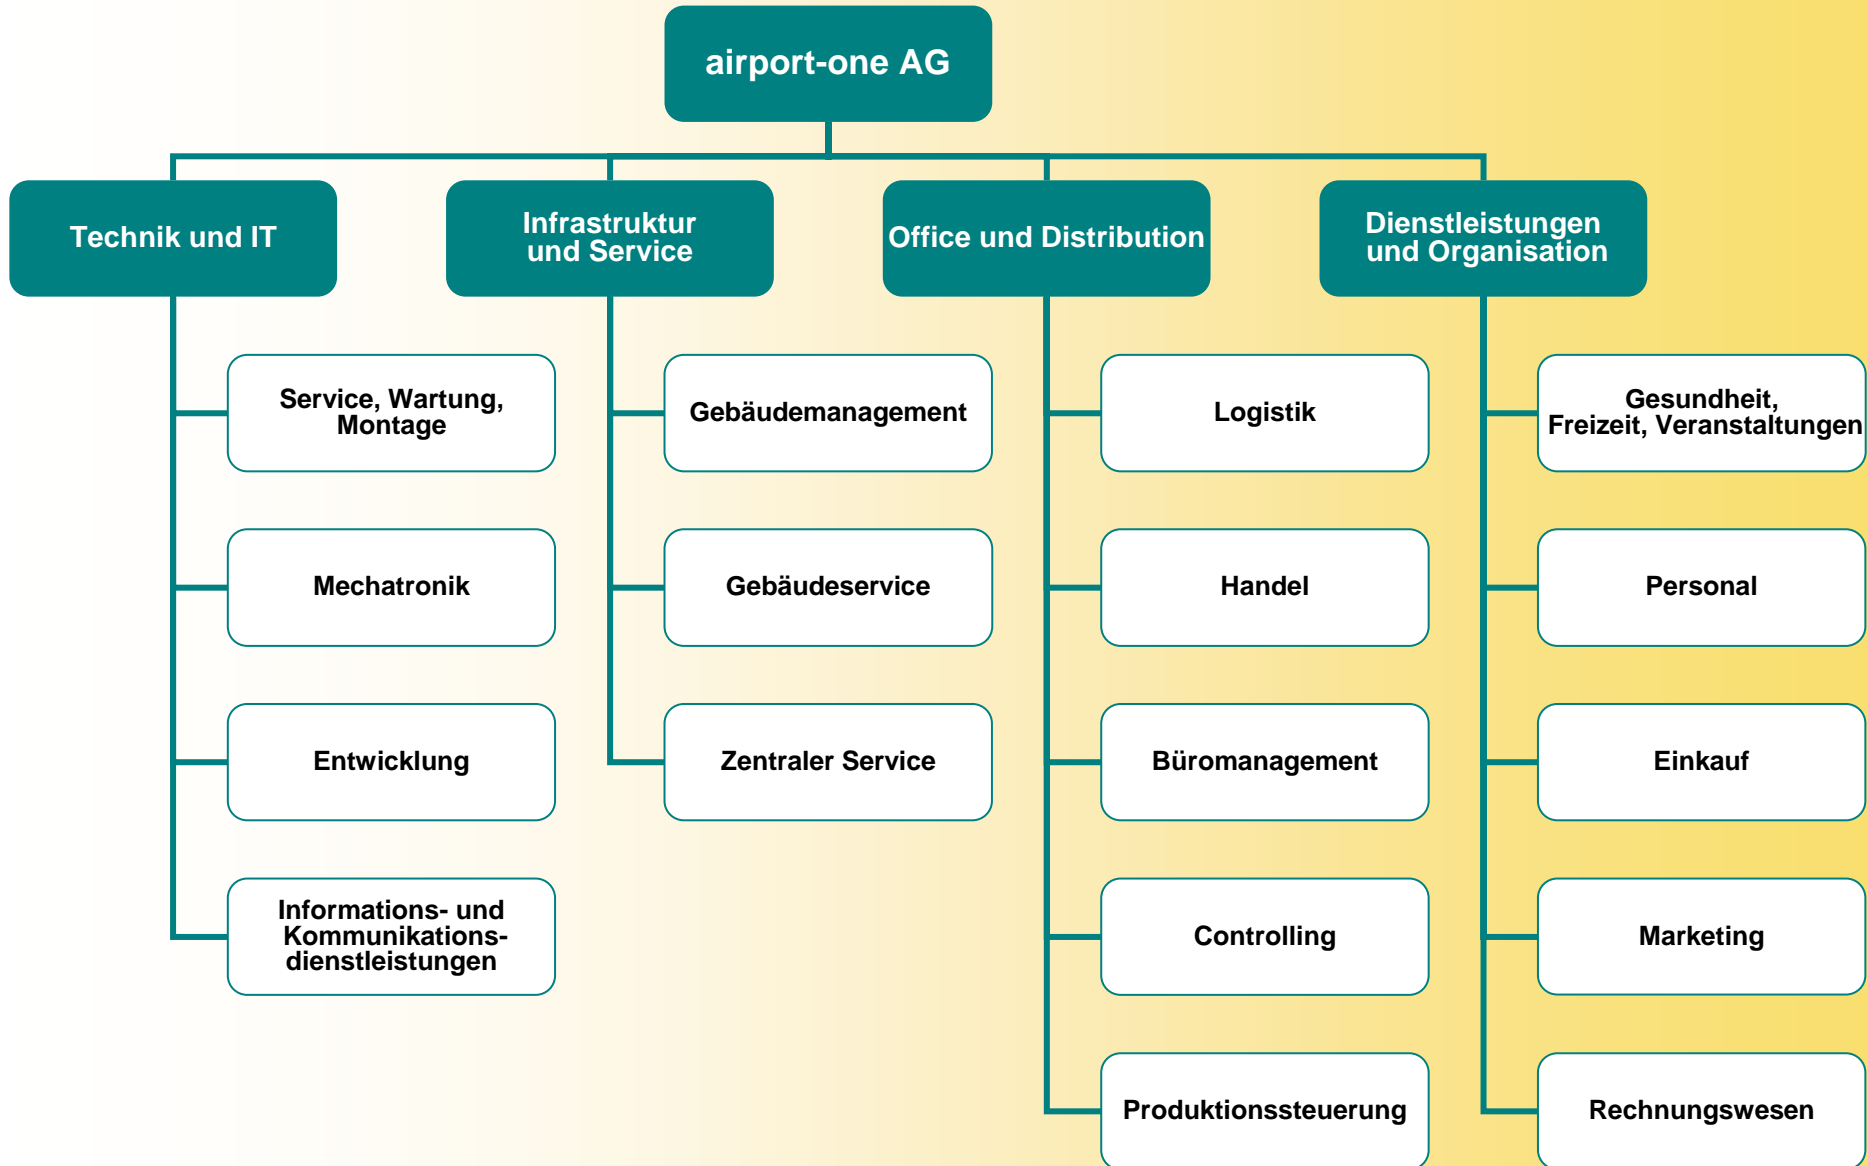 airport-one AG
Technik und IT
Infrastruktur
und Service
Office und Distribution
Dienstleistungen
und Organisation
Service, Wartung,
Montage
Mechatronik
Entwicklung
Informations- und
Kommunikations-
dienstleistungen
Gebäudemanagement
Gebäudeservice
Zentraler Service
Logistik
Handel
Büromanagement
Controlling
Produktionssteuerung
Gesundheit,
Freizeit, Veranstaltungen
Personal
Einkauf
Marketing
Rechnungswesen